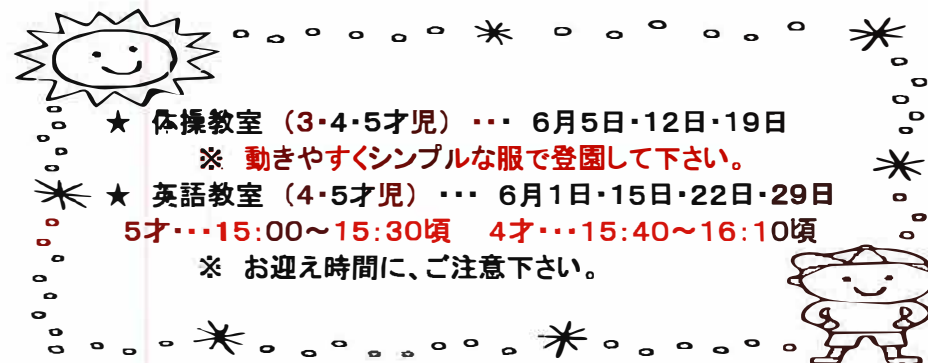 ★ 体操教室 （3・4・5才児） ・・・ 6月5日・12日・19日
※ 動きやすくシンプルな服で登園して下さい。
★ 英語教室 （4・5才児） ・・・ 6月1日・15日・22日・29日
5才・・・15:00～15:30頃 4才・・・15:40～16:10頃
※ お迎え時間に、ご注意下さい。